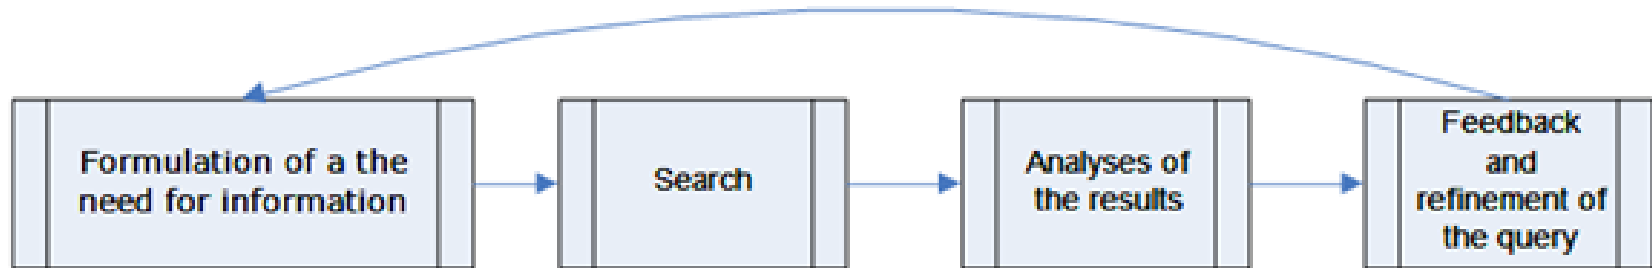 Formulation of a the
need for information
Search
Analyses of
the results
Feedback
and
refinement of
the query